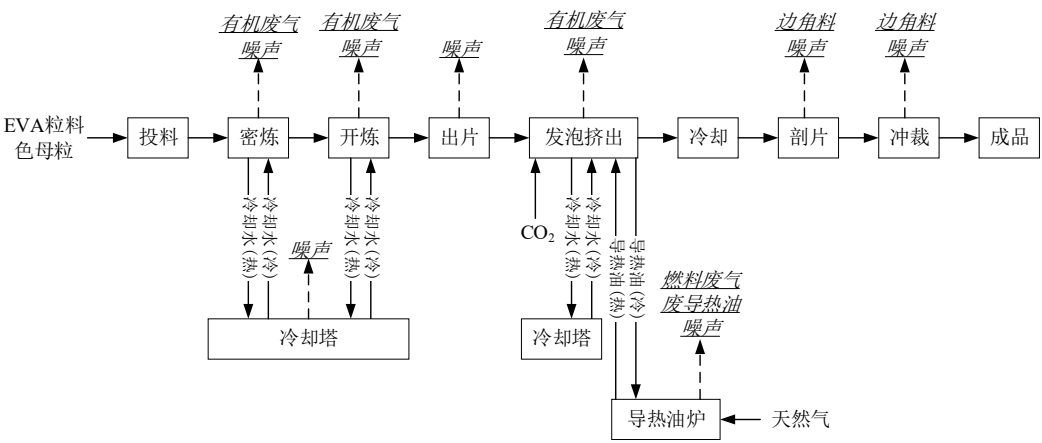 有机废气
噪声
有机废气
噪声
噪声
有机废气
噪声
边角料
噪声
边角料
噪声
EVA粒料
色母粒
投料
密炼
开炼
出片
发泡挤出
冷却
剖片
冲裁
成品
冷却水(热)
冷却水(冷)
冷却水(热)
冷却水(冷)
噪声
CO₂
冷却水(热)
冷却水(冷)
导热油(热)
导热油(冷)
燃料废气
废导热油
噪声
冷却塔
冷却塔
导热油炉
天然气